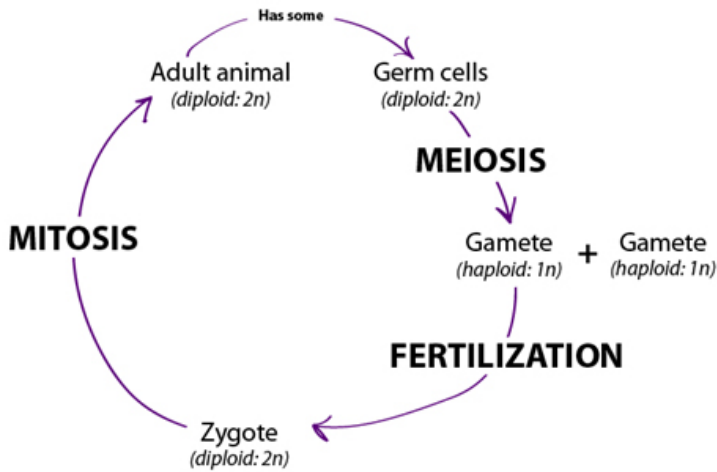 Has some
Adult animal
(diploid: 2n)
Germ cells
(diploid: 2n)
MEIOSIS
MITOSIS
Gamete
(haploid: 1n)
+
Gamete
(haploid: 1n)
FERTILIZATION
Zygote
(diploid: 2n)